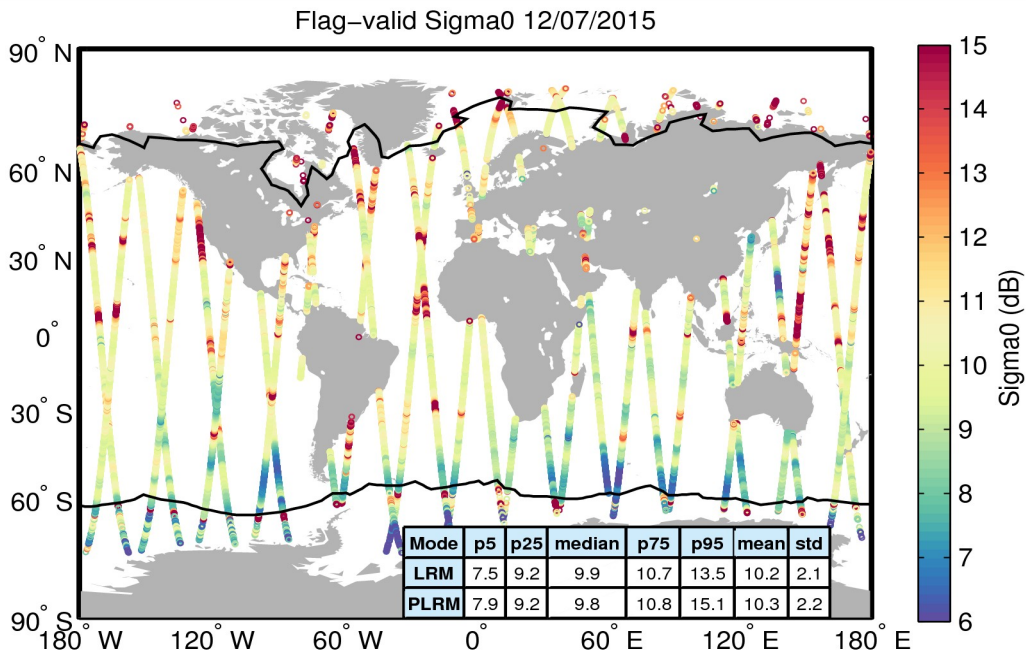 Flag−valid Sigma0 12/07/2015
90° N
60° N
30° N
0°
30° S
60° S
90° S
180° W 120° W 60° W 0° 60° E 120° E 180° E
Mode p5 p25 median p75 p95 mean std
LRM 7.5 9.2 9.9 10.7 13.5 10.2 2.1
PLRM 7.9 9.2 9.8 10.8 15.1 10.3 2.2
15
14
13
12
11
10
9
8
7
6
Sigma0 (dB)